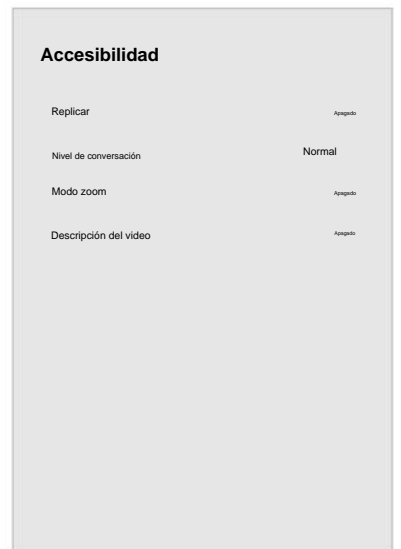 Accesibilidad
Replicar Apagado
Nivel de conversación Normal
Modo zoom Apagado
Descripción del video Apagado